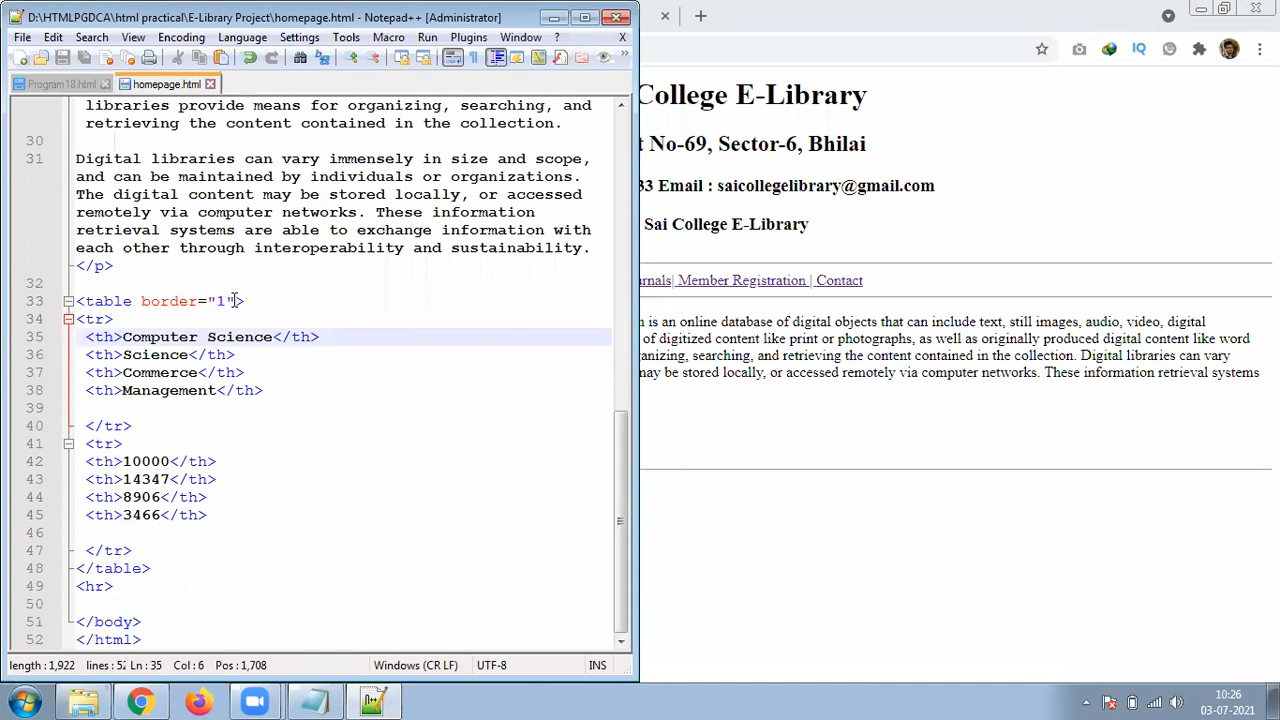 D:\HTMLPGDCA\html practical\E-Library Project\homepage.html - Notepad++ [Administrator]
File Edit Search View Encoding Language Settings Tools Macro Run Plugins Window ? X
Program18.html homepage.html
libraries provide means for organizing, searching, and
retrieving the content contained in the collection.
30
31 Digital libraries can vary immensely in size and scope,
and can be maintained by individuals or organizations.
The digital content may be stored locally, or accessed
remotely via computer networks. These information
retrieval systems are able to exchange information with
each other through interoperability and sustainability.
</p>
32
33 <table border="1">
34 <tr>
35 <th>Computer Science</th>
36 <th>Science</th>
37 <th>Commerce</th>
38 <th>Management</th>
39
40 </tr>
41 <tr>
42 <th>10000</th>
43 <th>14347</th>
44 <th>8906</th>
45 <th>3466</th>
46
47 </tr>
48 </table>
49 <hr>
50
51 </body>
52 </html>
length : 1,922 lines : 52 Ln : 35 Col : 6 Pos : 1,708 Windows (CR LF) UTF-8 INS
IQ
College E-Library
t No-69, Sector-6, Bhilai
33 Email : saicollegelibrary@gmail.com
Sai College E-Library
urnals| Member Registration | Contact
n is an online database of digital objects that can include text, still images, audio, video, digital
of digitized content like print or photographs, as well as originally produced digital content like word
ganizing, searching, and retrieving the content contained in the collection. Digital libraries can vary
may be stored locally, or accessed remotely via computer networks. These information retrieval systems
10:26
03-07-2021